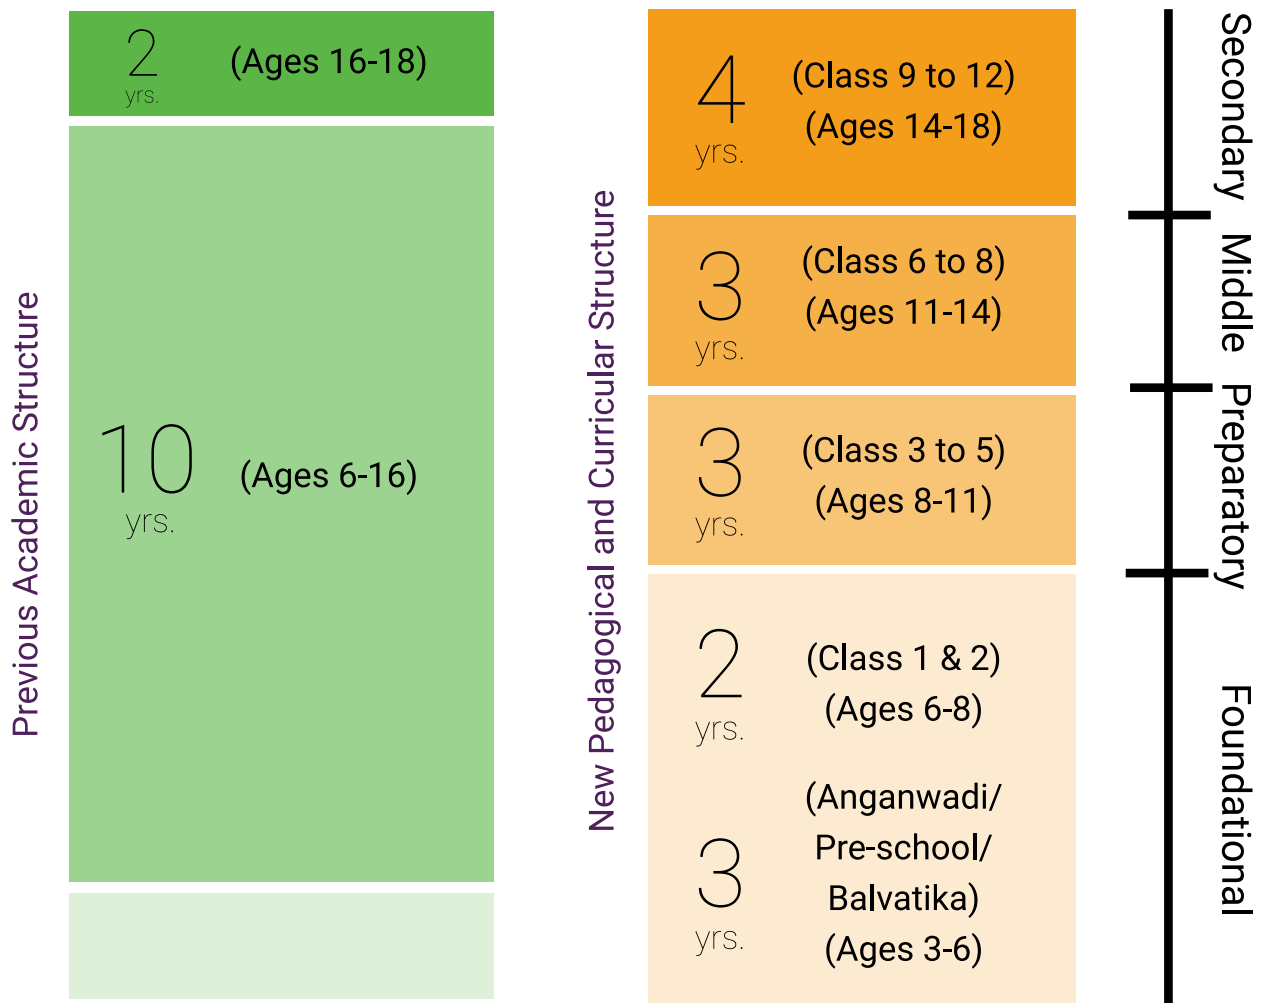 Previous Academic Structure
2
yrs.
(Ages 16-18)
10
yrs.
(Ages 6-16)
New Pedagogical and Curricular Structure
4
yrs.
(Class 9 to 12)
(Ages 14-18)
3
yrs.
(Class 6 to 8)
(Ages 11-14)
3
yrs.
(Class 3 to 5)
(Ages 8-11)
2
yrs.
(Class 1 & 2)
(Ages 6-8)
3
yrs.
(Anganwadi/
Pre-school/
Balvatika)
(Ages 3-6)
Secondary
Middle
Preparatory
Foundational